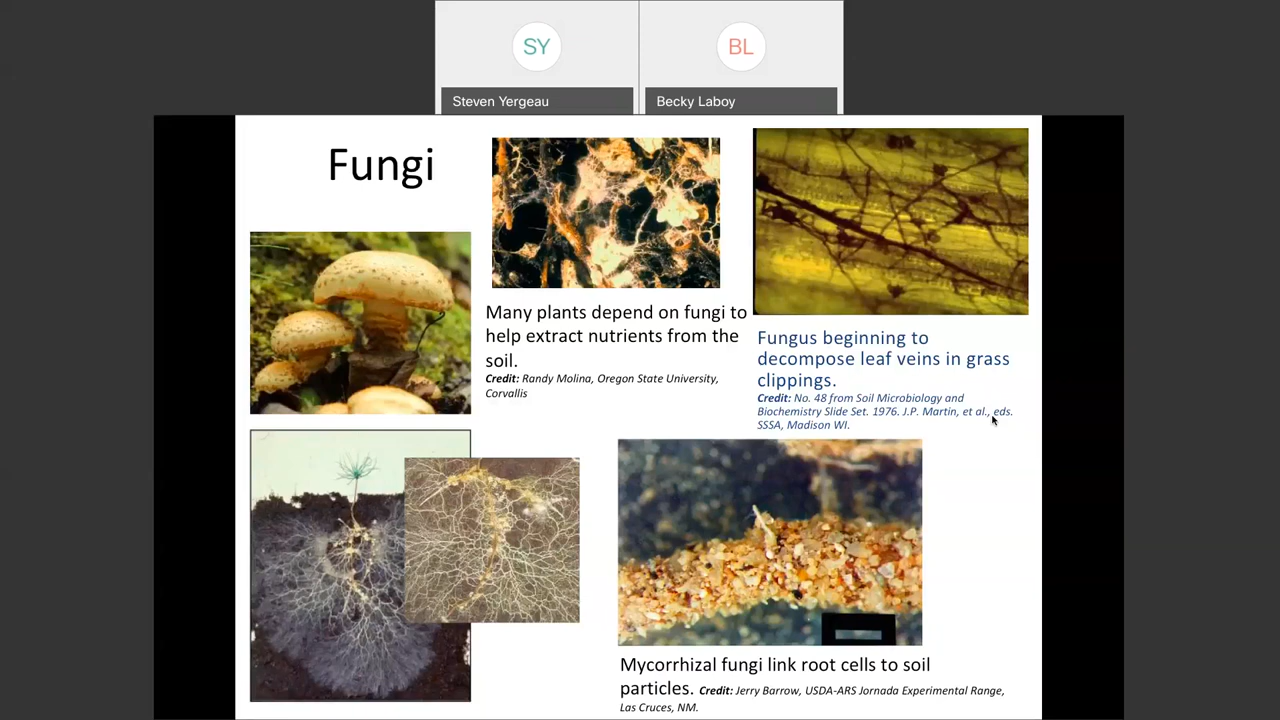 SY
BL
Steven Yergeau
Becky Laboy
Fungi
Many plants depend on fungi to
help extract nutrients from the
soil.
Credit: Randy Molina, Oregon State University,
Corvallis
Fungus beginning to
decompose leaf veins in grass
clippings.
Credit: No. 48 from Soil Microbiology and
Biochemistry Slide Set. 1976. J.P. Martin, et al., eds.
SSSA, Madison WI.
Mycorrhizal fungi link root cells to soil
particles. Credit: Jerry Barrow, USDA-ARS Jornada Experimental Range,
Las Cruces, NM.